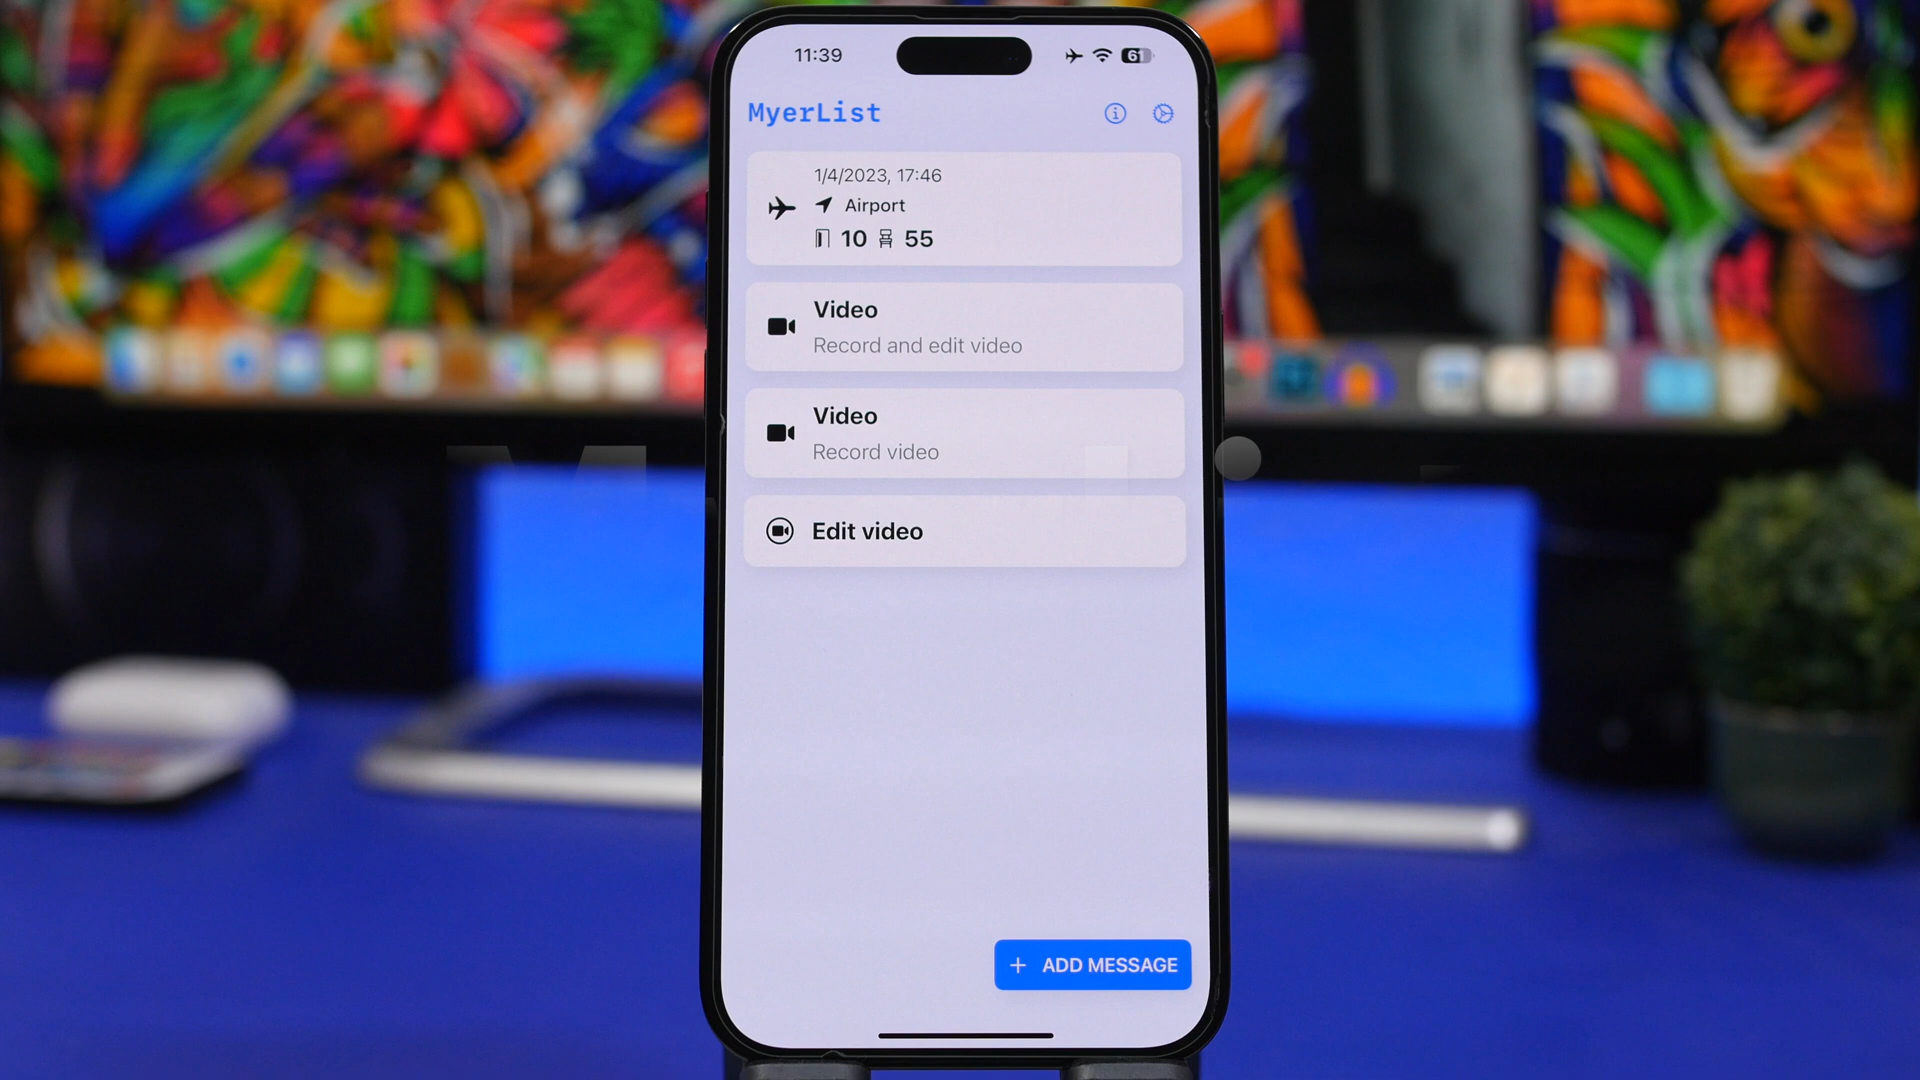 11:39
61
MyerList
1/4/2023, 17:46
Airport
10 55
Video
Record and edit video
Video
Record video
Edit video
+ ADD MESSAGE